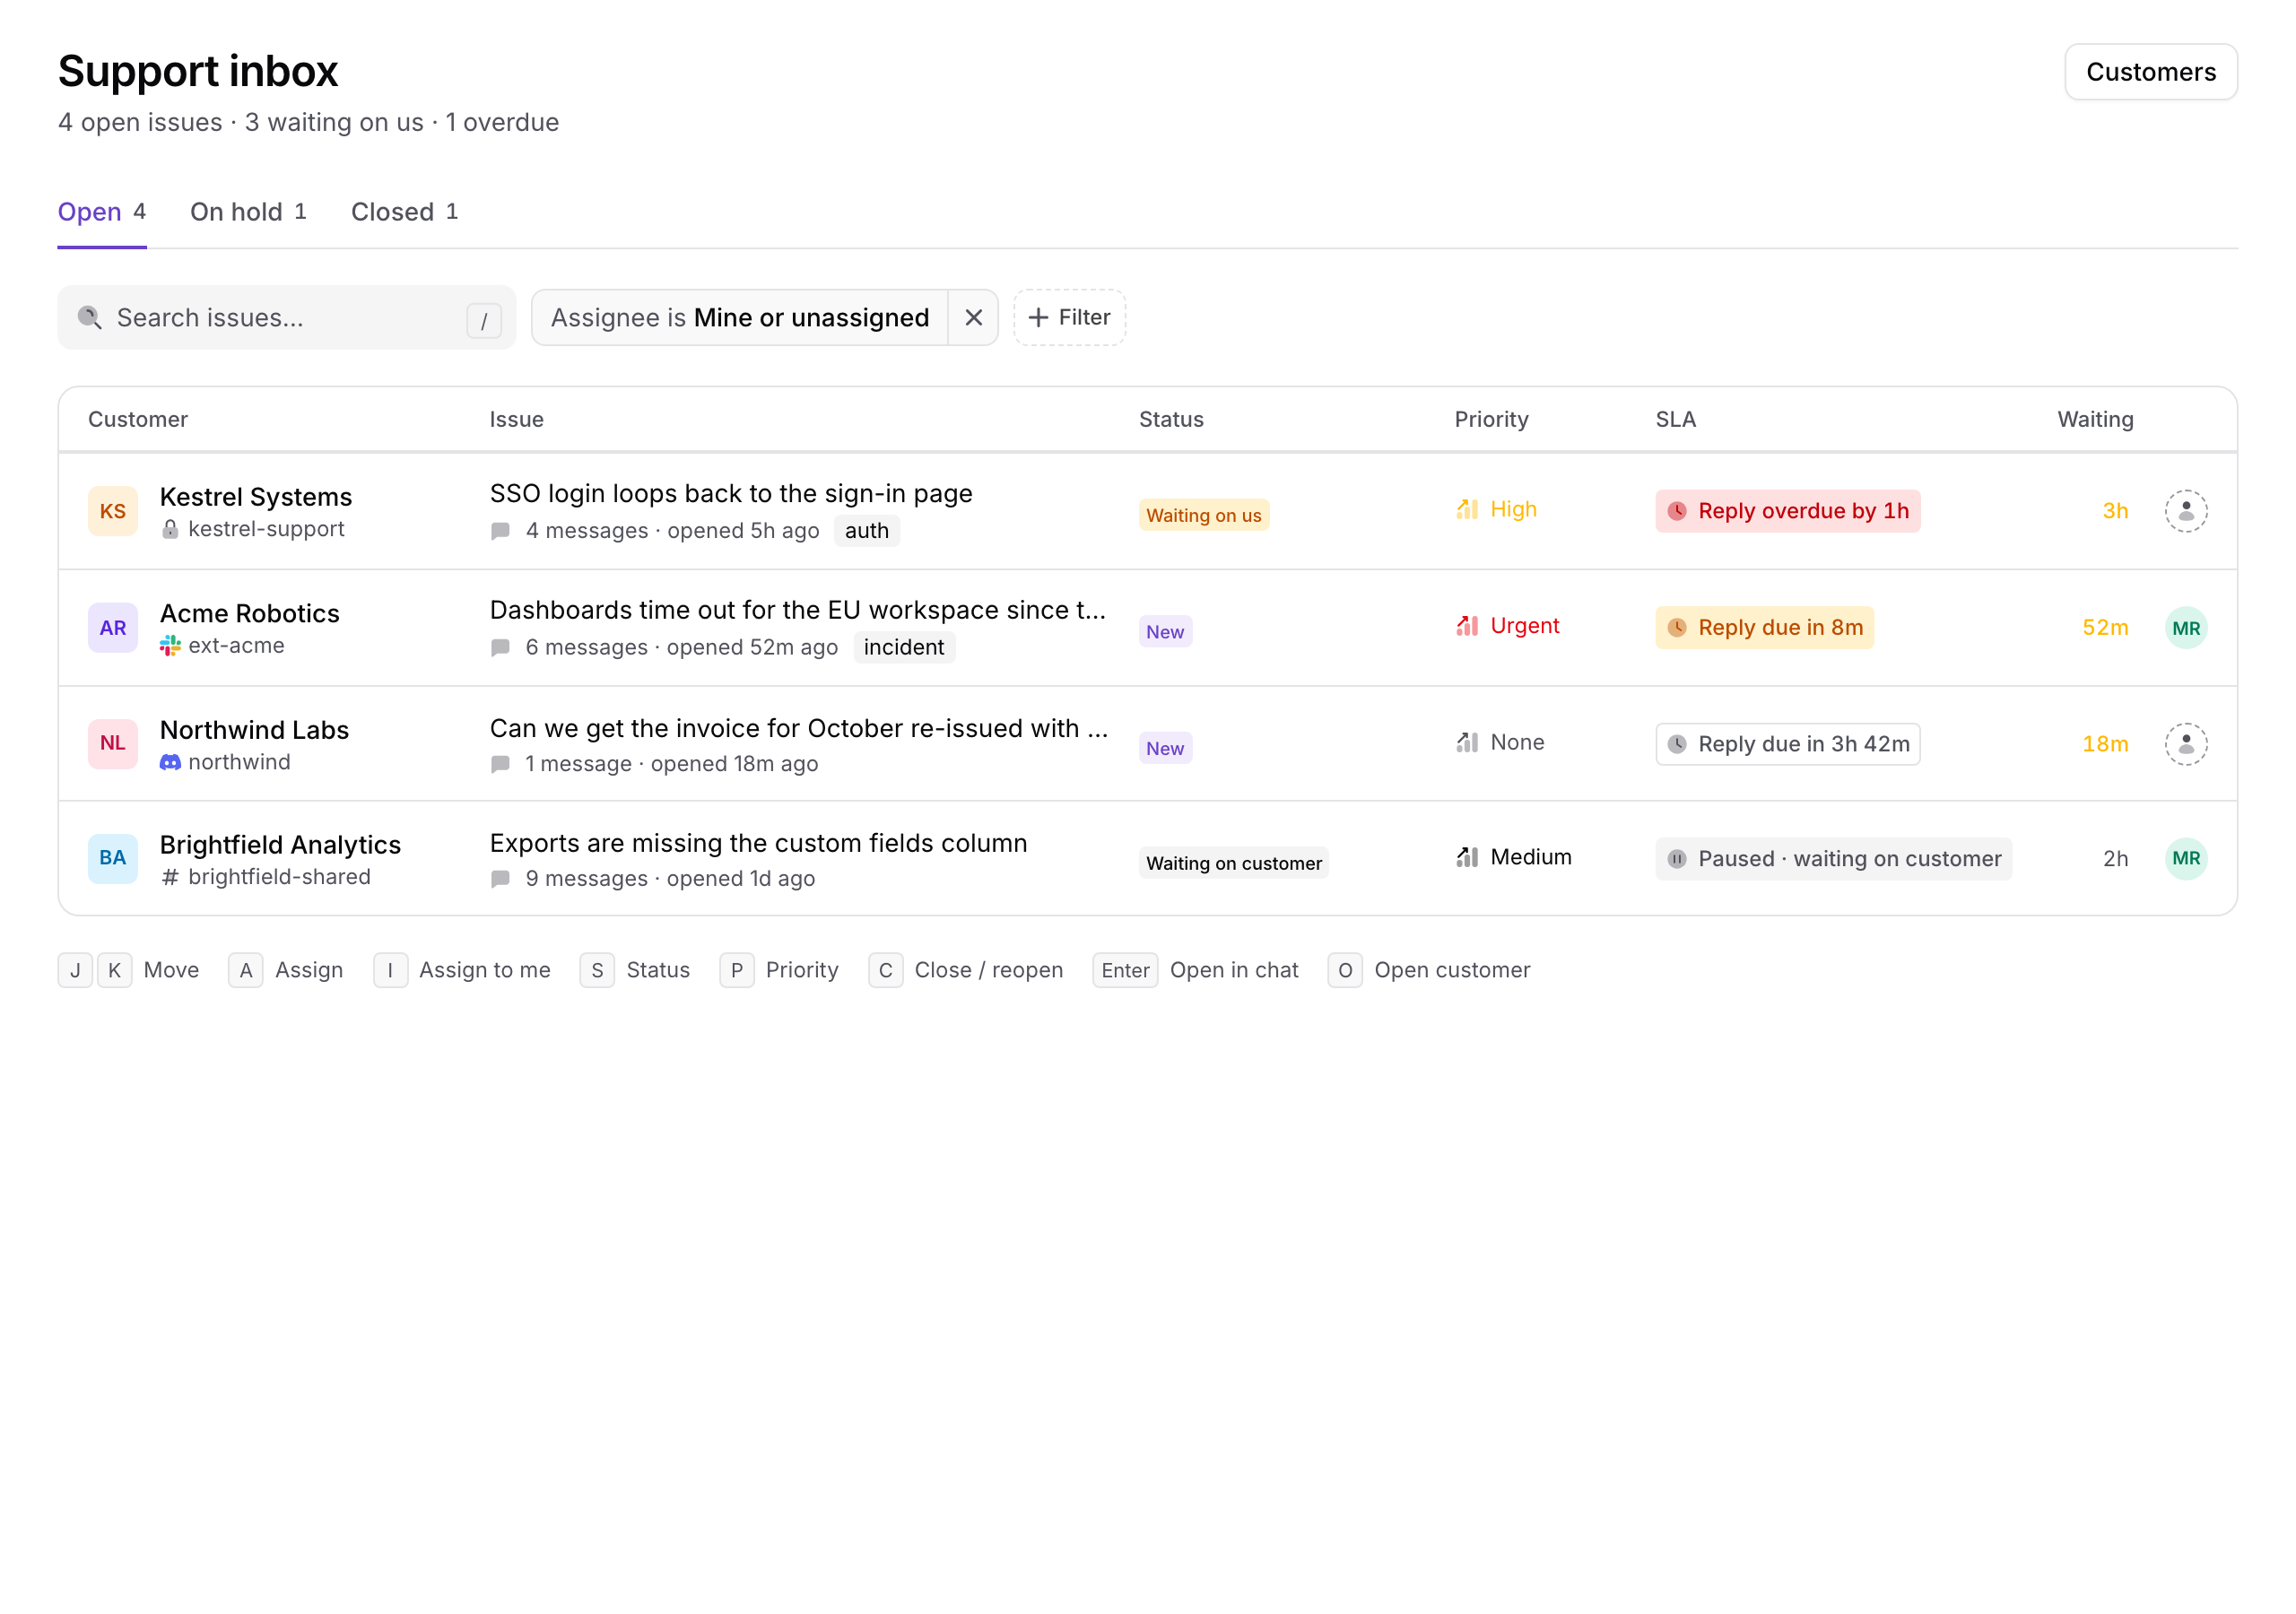 Support inbox
Customers
4 open issues · 3 waiting on us · 1 overdue
Open 4 On hold 1 Closed 1
Search issues... / Assignee is Mine or unassigned Filter
Customer Issue Status Priority SLA Waiting
KS Kestrel Systems SSO login loops back to the sign-in page Waiting on us High Reply overdue by 1h 3h
kestrel-support 4 messages · opened 5h ago auth
AR Acme Robotics Dashboards time out for the EU workspace since t... New Urgent Reply due in 8m 52m MR
ext-acme 6 messages · opened 52m ago incident
NL Northwind Labs Can we get the invoice for October re-issued with ... New None Reply due in 3h 42m 18m
northwind 1 message · opened 18m ago
BA Brightfield Analytics Exports are missing the custom fields column Waiting on customer Medium Paused · waiting on customer 2h MR
# brightfield-shared 9 messages · opened 1d ago
J K Move A Assign I Assign to me S Status P Priority C Close / reopen Enter Open in chat O Open customer